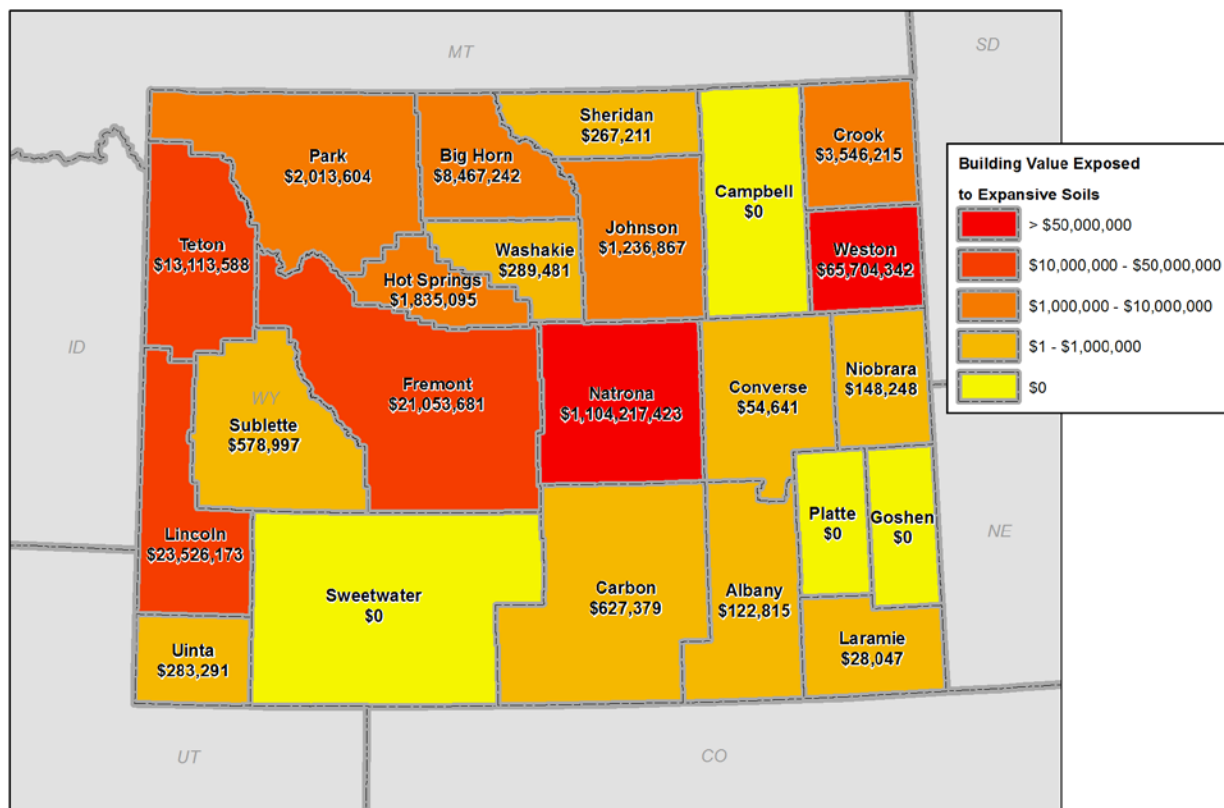 MT
SD
Sheridan
$267,211
Crook
$3,546,215
Park
$2,013,604
Big Horn
$8,467,242
Campbell
$0
Johnson
$1,236,867
Teton
$13,113,588
Washakie
$289,481
Weston
$65,704,342
Hot Springs
$1,835,095
ID
WY
Fremont
$21,053,681
Natrona
$1,104,217,423
Converse
$54,641
Niobrara
$148,248
Sublette
$578,997
Platte
$0
Goshen
$0
NE
Lincoln
$23,526,173
Sweetwater
$0
Carbon
$627,379
Albany
$122,815
Laramie
$28,047
Uinta
$283,291
UT
CO
Building Value Exposed
to Expansive Soils
> $50,000,000
$10,000,000 - $50,000,000
$1,000,000 - $10,000,000
$1 - $1,000,000
$0